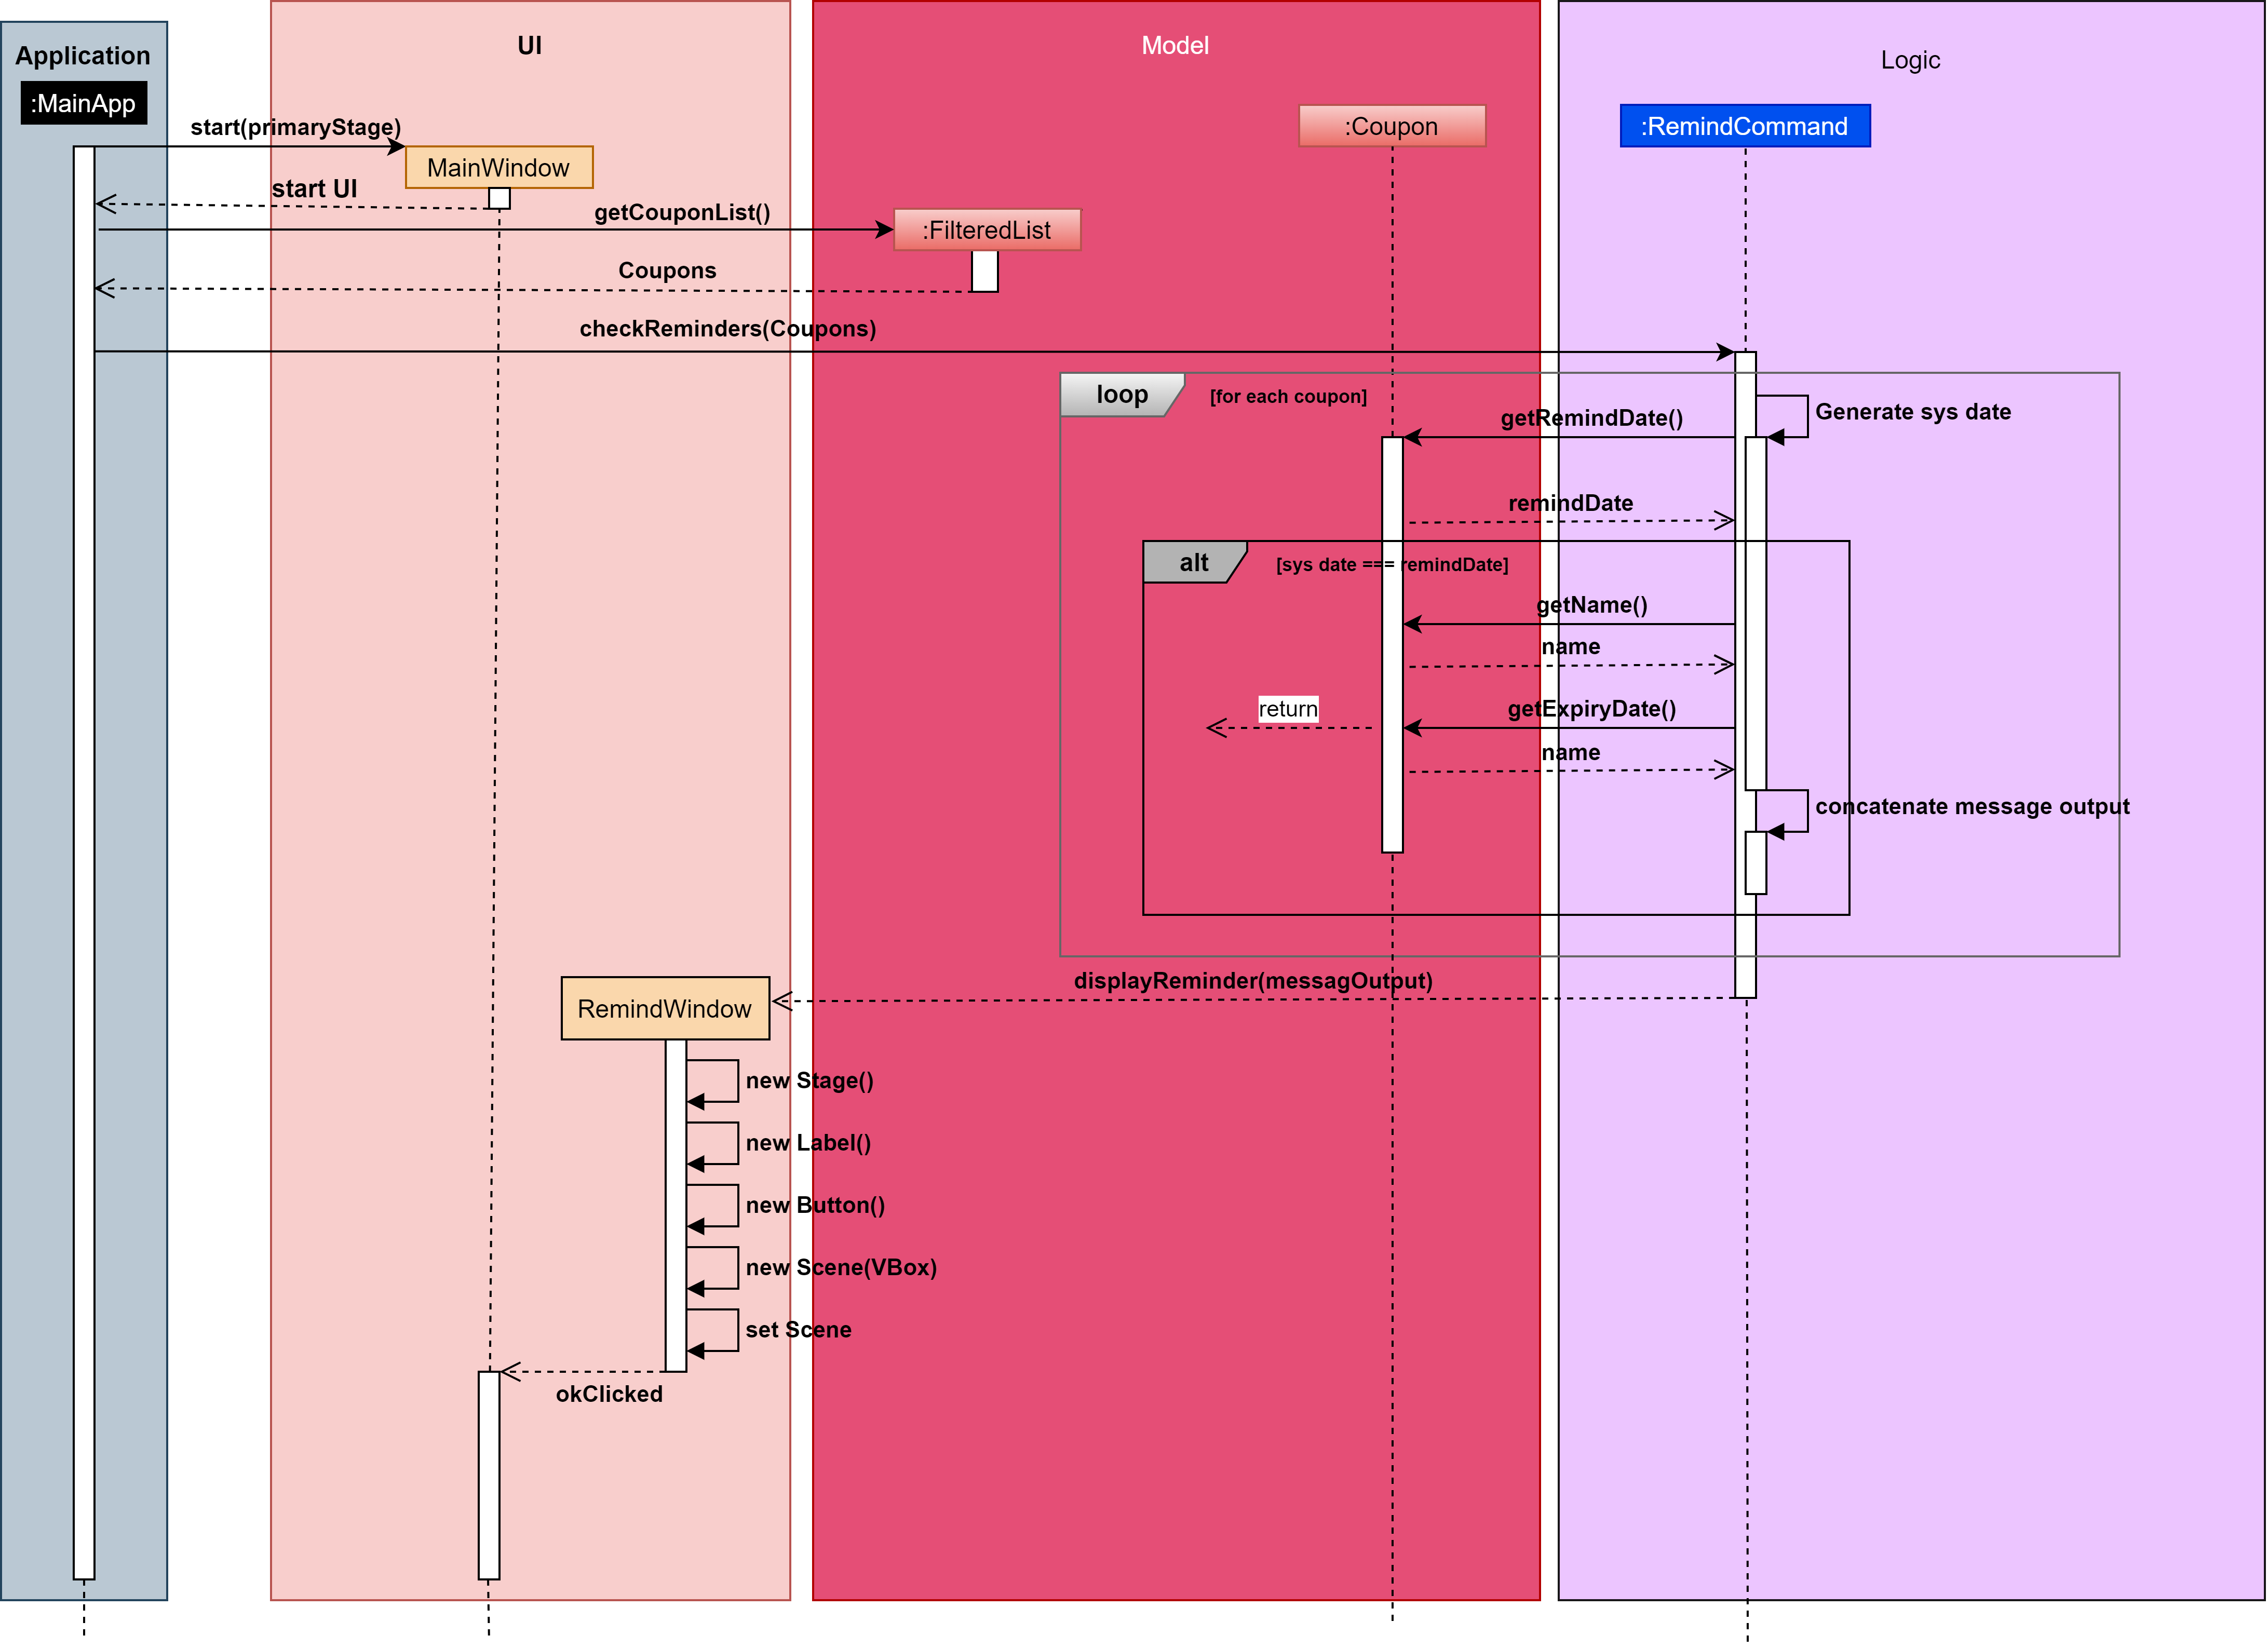 Application
UI
Model
Logic
:MainApp
:Coupon
:RemindCommand
start(primaryStage)
MainWindow
start UI
getCouponList()
:FilteredList
Coupons
checkReminders(Coupons)
loop
[for each coupon]
Generate sys date
getRemindDate()
remindDate
alt
[sys date === remindDate]
getName()
name
return
getExpiryDate()
name
concatenate message output
displayReminder(messagOutput)
RemindWindow
new Stage()
new Label()
new Button()
new Scene(VBox)
set Scene
okClicked